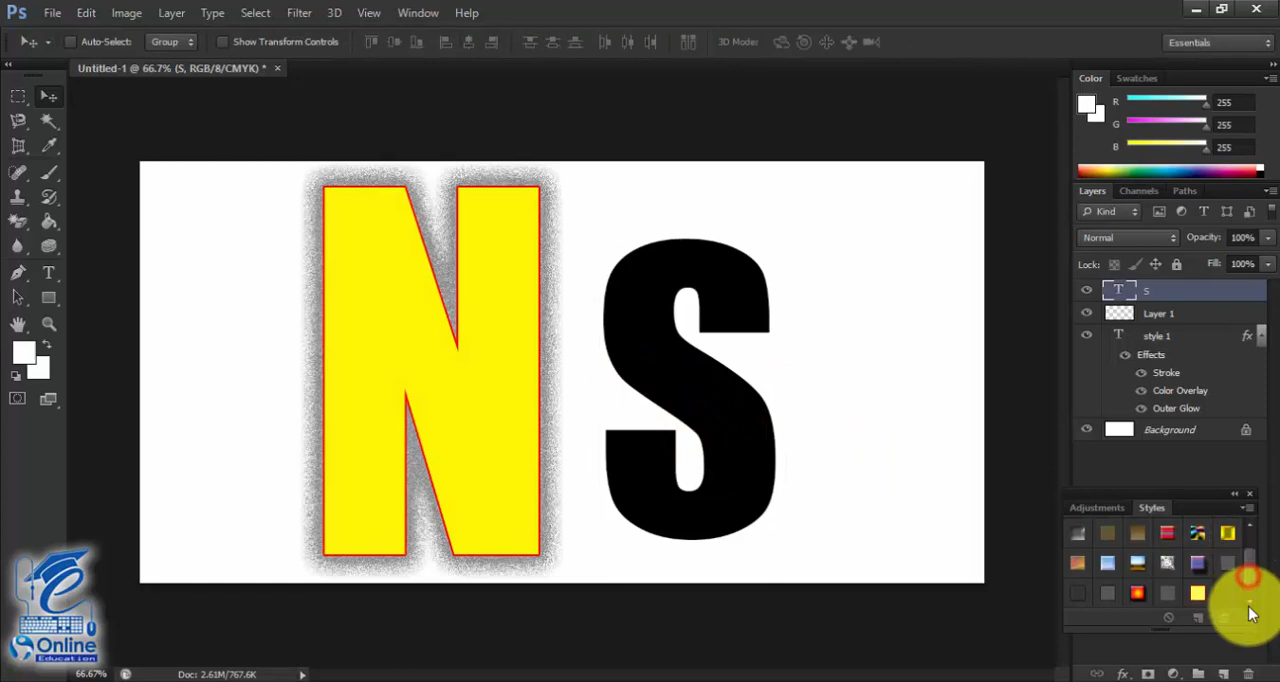 Ps File Edit Image Layer Type Select Filter 3D View Window Help
Auto-Select: Group Show Transform Controls 3D Mode: Essentials
Untitled-1 @ 66.7% (S, RGB/8/CMYK) *
Color Swatches
R 255
G 255
B 255
Layers Channels Paths
Kind
Normal Opacity: 100%
Lock: Fill: 100%
T S
Layer 1
T style 1 fx
Effects
Stroke
Color Overlay
Outer Glow
Background
N S
Adjustments Styles
e
Online
Education
66.67% Doc: 2.61M/767.6K fx